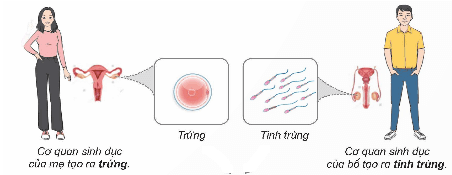 Trứng
Tinh trùng
Cơ quan sinh dục
của mẹ tạo ra trứng.
Cơ quan sinh dục
của bố tạo ra tinh trùng.